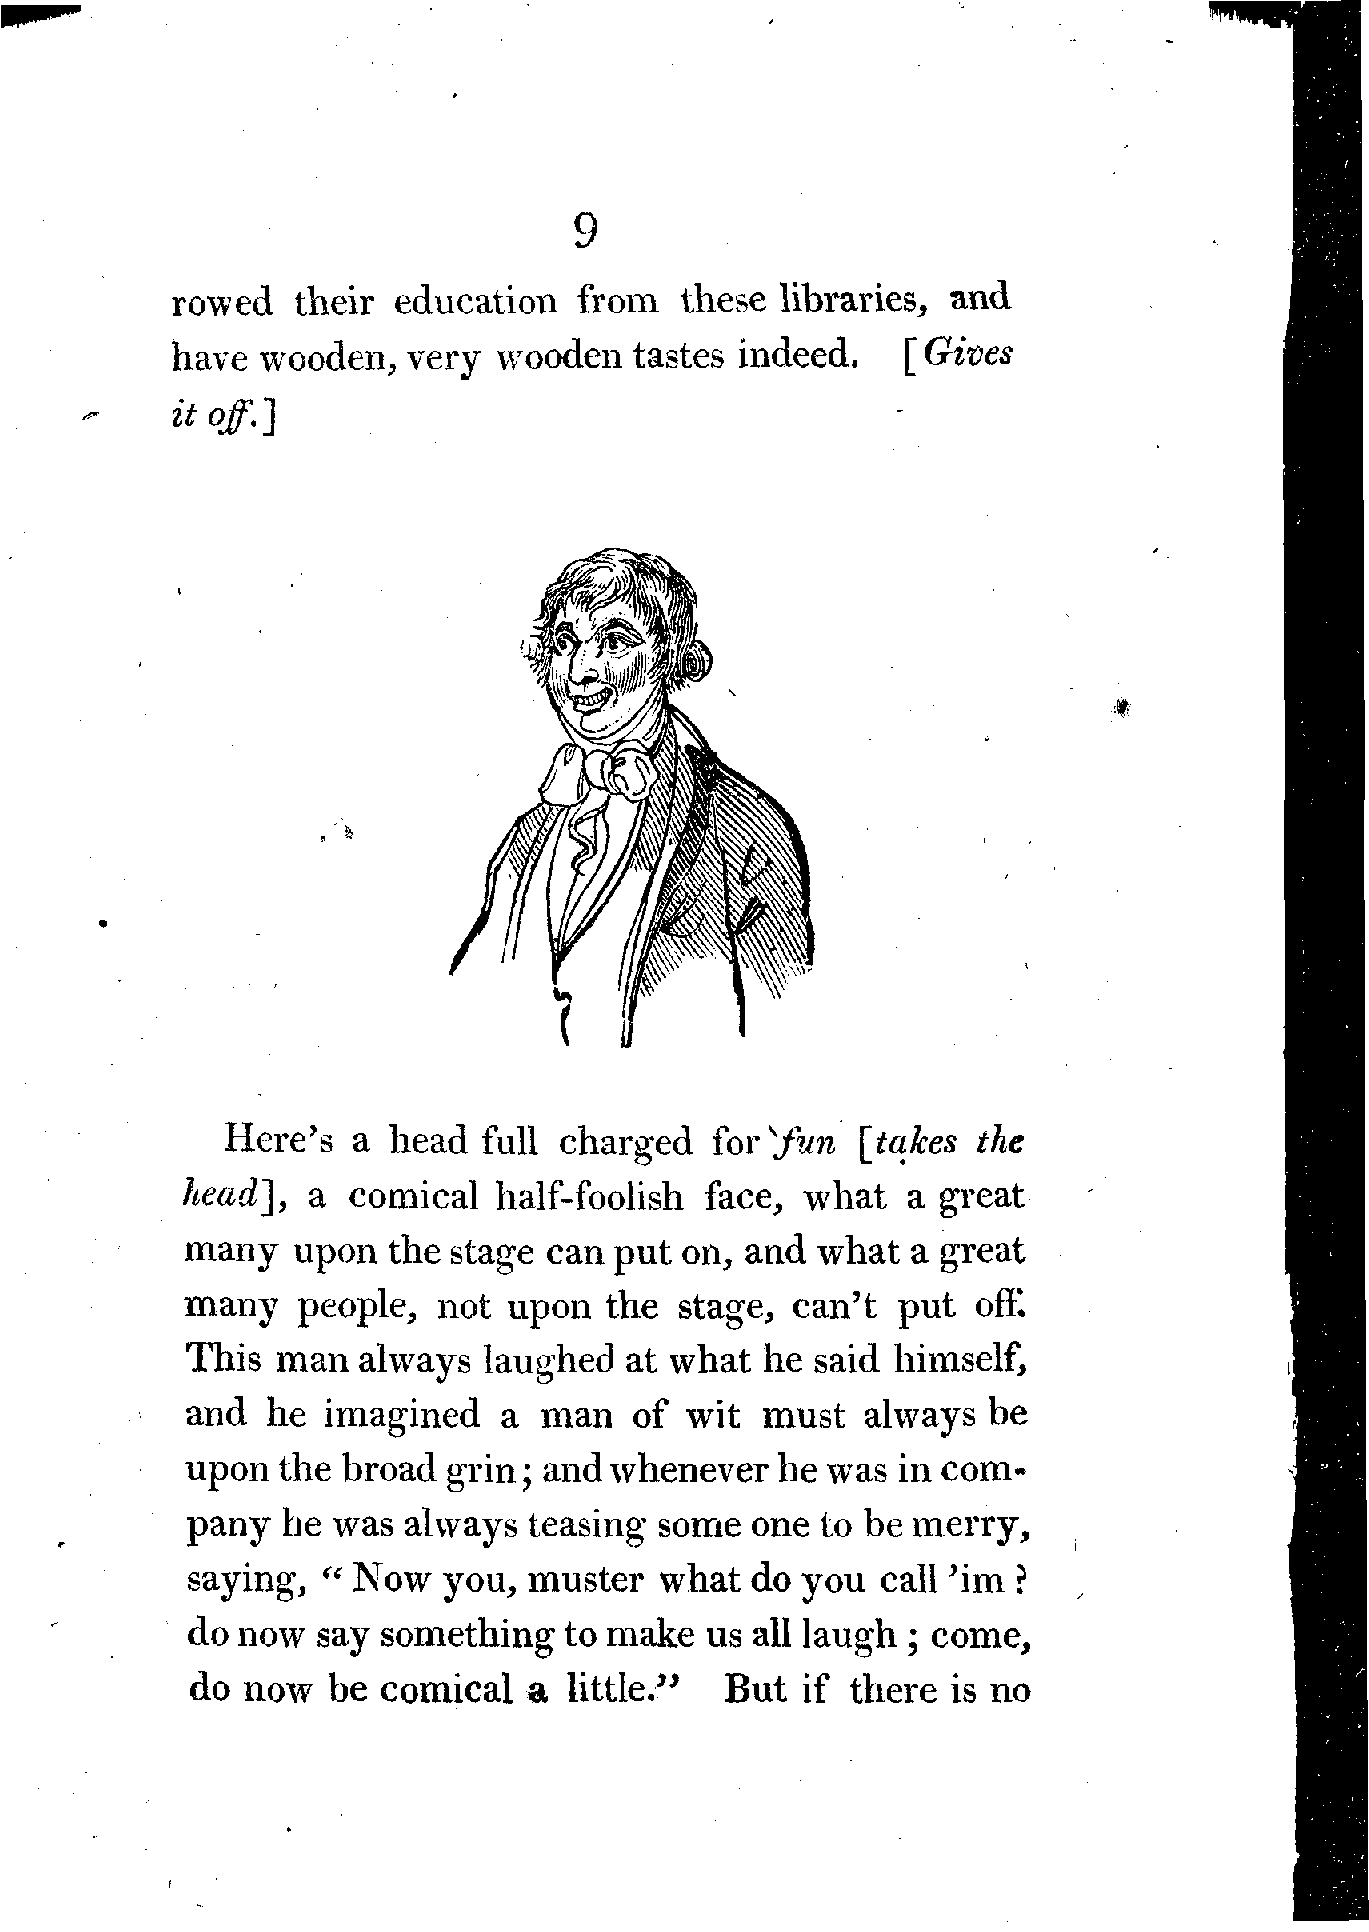 9
rowed their education from these libraries, and
have wooden, very wooden tastes indeed. [Gives
it off.]
Here's a head full charged for fun [takes the
head], a comical half-foolish face, what a great
many upon the stage can put on, and what a great
many people, not upon the stage, can't put off.
This man always laughed at what he said himself,
and he imagined a man of wit must always be
upon the broad grin; and whenever he was in com-
pany he was always teasing some one to be merry,
saying, “ Now you, muster what do you call 'im ?
do now say something to make us all laugh ; come,
do now be comical a little.” But if there is no